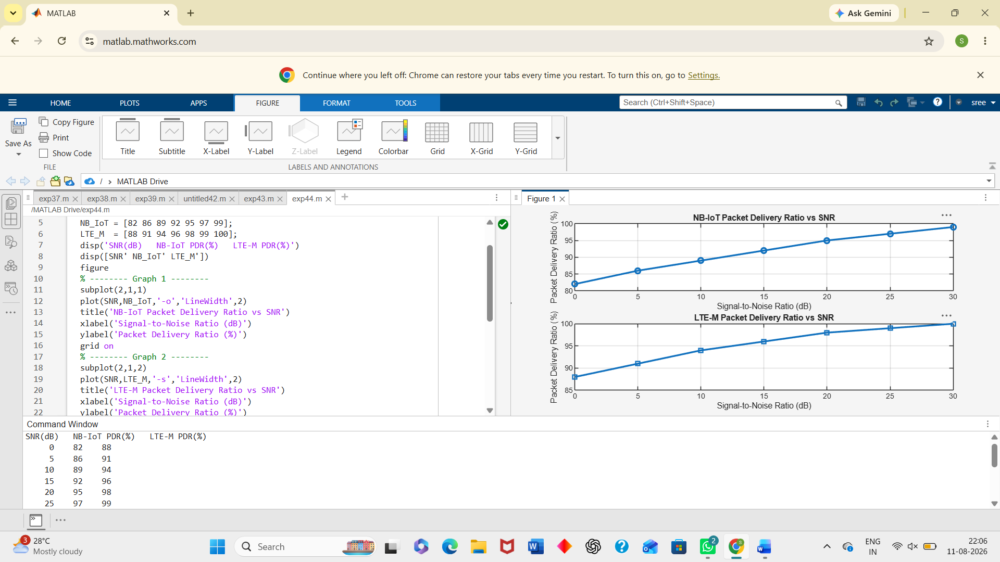 MATLAB
Ask Gemini
matlab.mathworks.com
S
Continue where you left off: Chrome can restore your tabs every time you restart. To turn this on, go to Settings.
HOME PLOTS APPS FIGURE FORMAT TOOLS
Search (Ctrl+Shift+Space)
sree
Save As
Copy Figure
Print
Show Code
FILE
Title Subtitle X-Label Y-Label Z-Label Legend Colorbar Grid X-Grid Y-Grid
LABELS AND ANNOTATIONS
/ › MATLAB Drive
exp37.m exp38.m exp39.m untitled42.m exp43.m exp44.m
/MATLAB Drive/exp44.m
5 NB_IoT = [82 86 89 92 95 97 99];
6 LTE_M  = [88 91 94 96 98 99 100];
7 disp('SNR(dB)   NB-IoT PDR(%)   LTE-M PDR(%)')
8 disp([SNR' NB_IoT' LTE_M'])
9 figure
10 % -------- Graph 1 --------
11 subplot(2,1,1)
12 plot(SNR,NB_IoT,'-o','LineWidth',2)
13 title('NB-IoT Packet Delivery Ratio vs SNR')
14 xlabel('Signal-to-Noise Ratio (dB)')
15 ylabel('Packet Delivery Ratio (%)')
16 grid on
17 % -------- Graph 2 --------
18 subplot(2,1,2)
19 plot(SNR,LTE_M,'-s','LineWidth',2)
20 title('LTE-M Packet Delivery Ratio vs SNR')
21 xlabel('Signal-to-Noise Ratio (dB)')
22 ylabel('Packet Delivery Ratio (%)')
Figure 1
NB-IoT Packet Delivery Ratio vs SNR
Packet Delivery Ratio (%)
100
95
90
85
80
0 5 10 15 20 25 30
Signal-to-Noise Ratio (dB)
LTE-M Packet Delivery Ratio vs SNR
Packet Delivery Ratio (%)
100
95
90
85
0 5 10 15 20 25 30
Signal-to-Noise Ratio (dB)
Command Window
SNR(dB)   NB-IoT PDR(%)   LTE-M PDR(%)
0 82 88
5 86 91
10 89 94
15 92 96
20 95 98
25 97 99
3
28°C
Mostly cloudy
Search
2
ENG
IN
22:06
11-08-2026